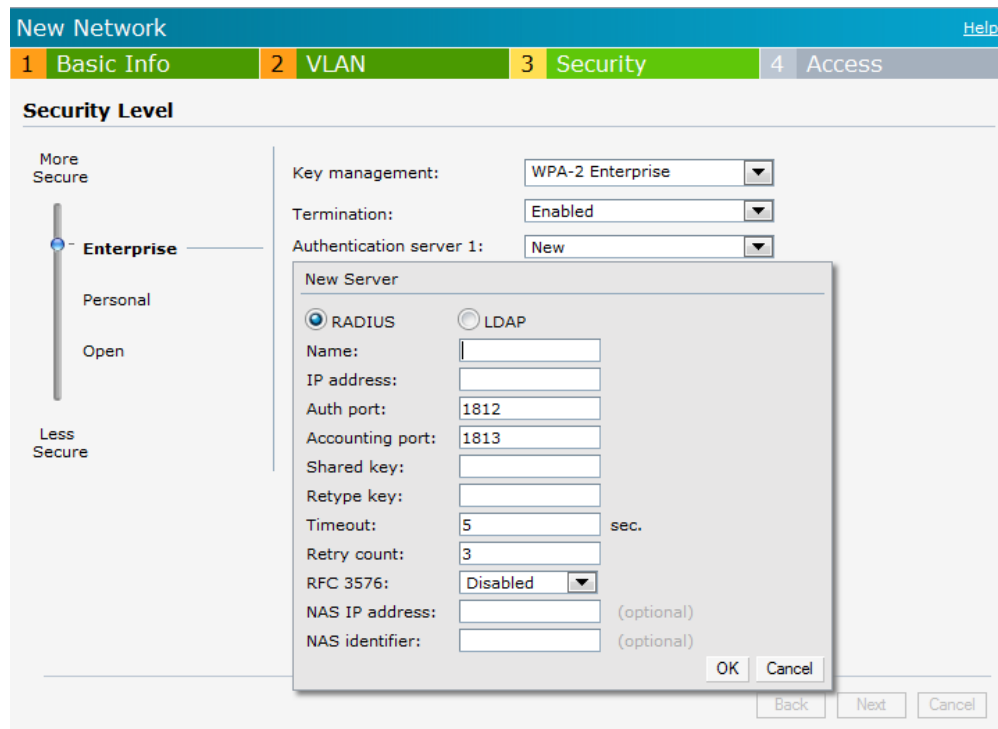 New Network Help
1 Basic Info 2 VLAN 3 Security 4 Access
Security Level
More
Secure
Enterprise
Personal
Open
Less
Secure
Key management: WPA-2 Enterprise
Termination: Enabled
Authentication server 1: New
New Server
RADIUS LDAP
Name:
IP address:
Auth port: 1812
Accounting port: 1813
Shared key:
Retype key:
Timeout: 5 sec.
Retry count: 3
RFC 3576: Disabled
NAS IP address: (optional)
NAS identifier: (optional)
OK Cancel
Back Next Cancel